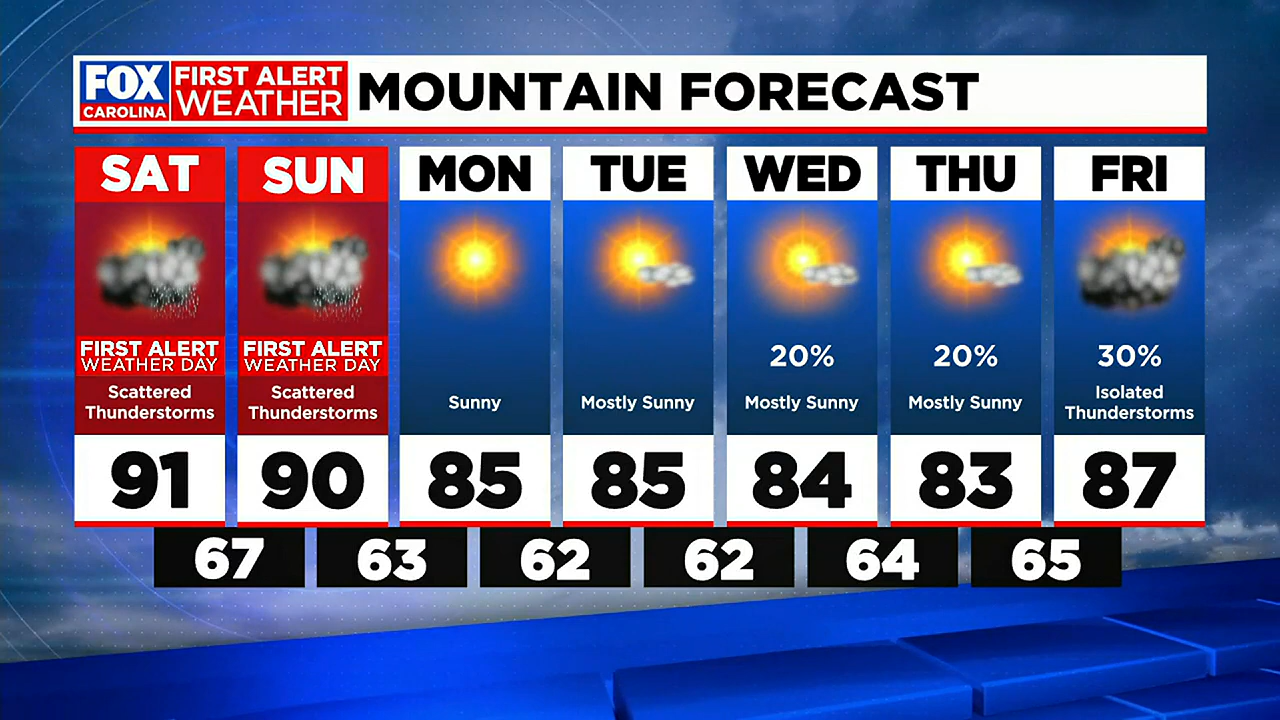 FOX
CAROLINA
FIRST ALERT
WEATHER
MOUNTAIN FORECAST
SAT
SUN
MON
TUE
WED
THU
FRI
FIRST ALERT
WEATHER DAY
FIRST ALERT
WEATHER DAY
20%
20%
30%
Scattered
Thunderstorms
Scattered
Thunderstorms
Sunny
Mostly Sunny
Mostly Sunny
Mostly Sunny
Isolated
Thunderstorms
91
90
85
85
84
83
87
67
63
62
62
64
65